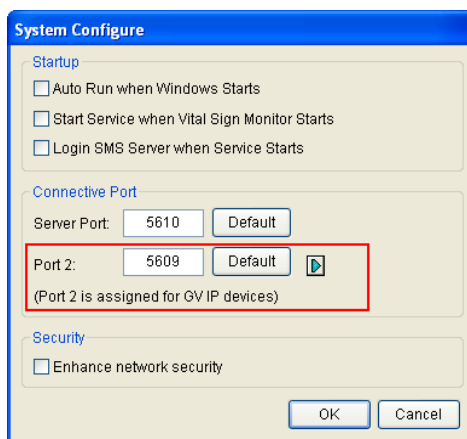 System Configure
Startup
Auto Run when Windows Starts
Start Service when Vital Sign Monitor Starts
Login SMS Server when Service Starts
Connective Port
Server Port: 5610 Default
Port 2: 5609 Default
(Port 2 is assigned for GV IP devices)
Security
Enhance network security
OK Cancel